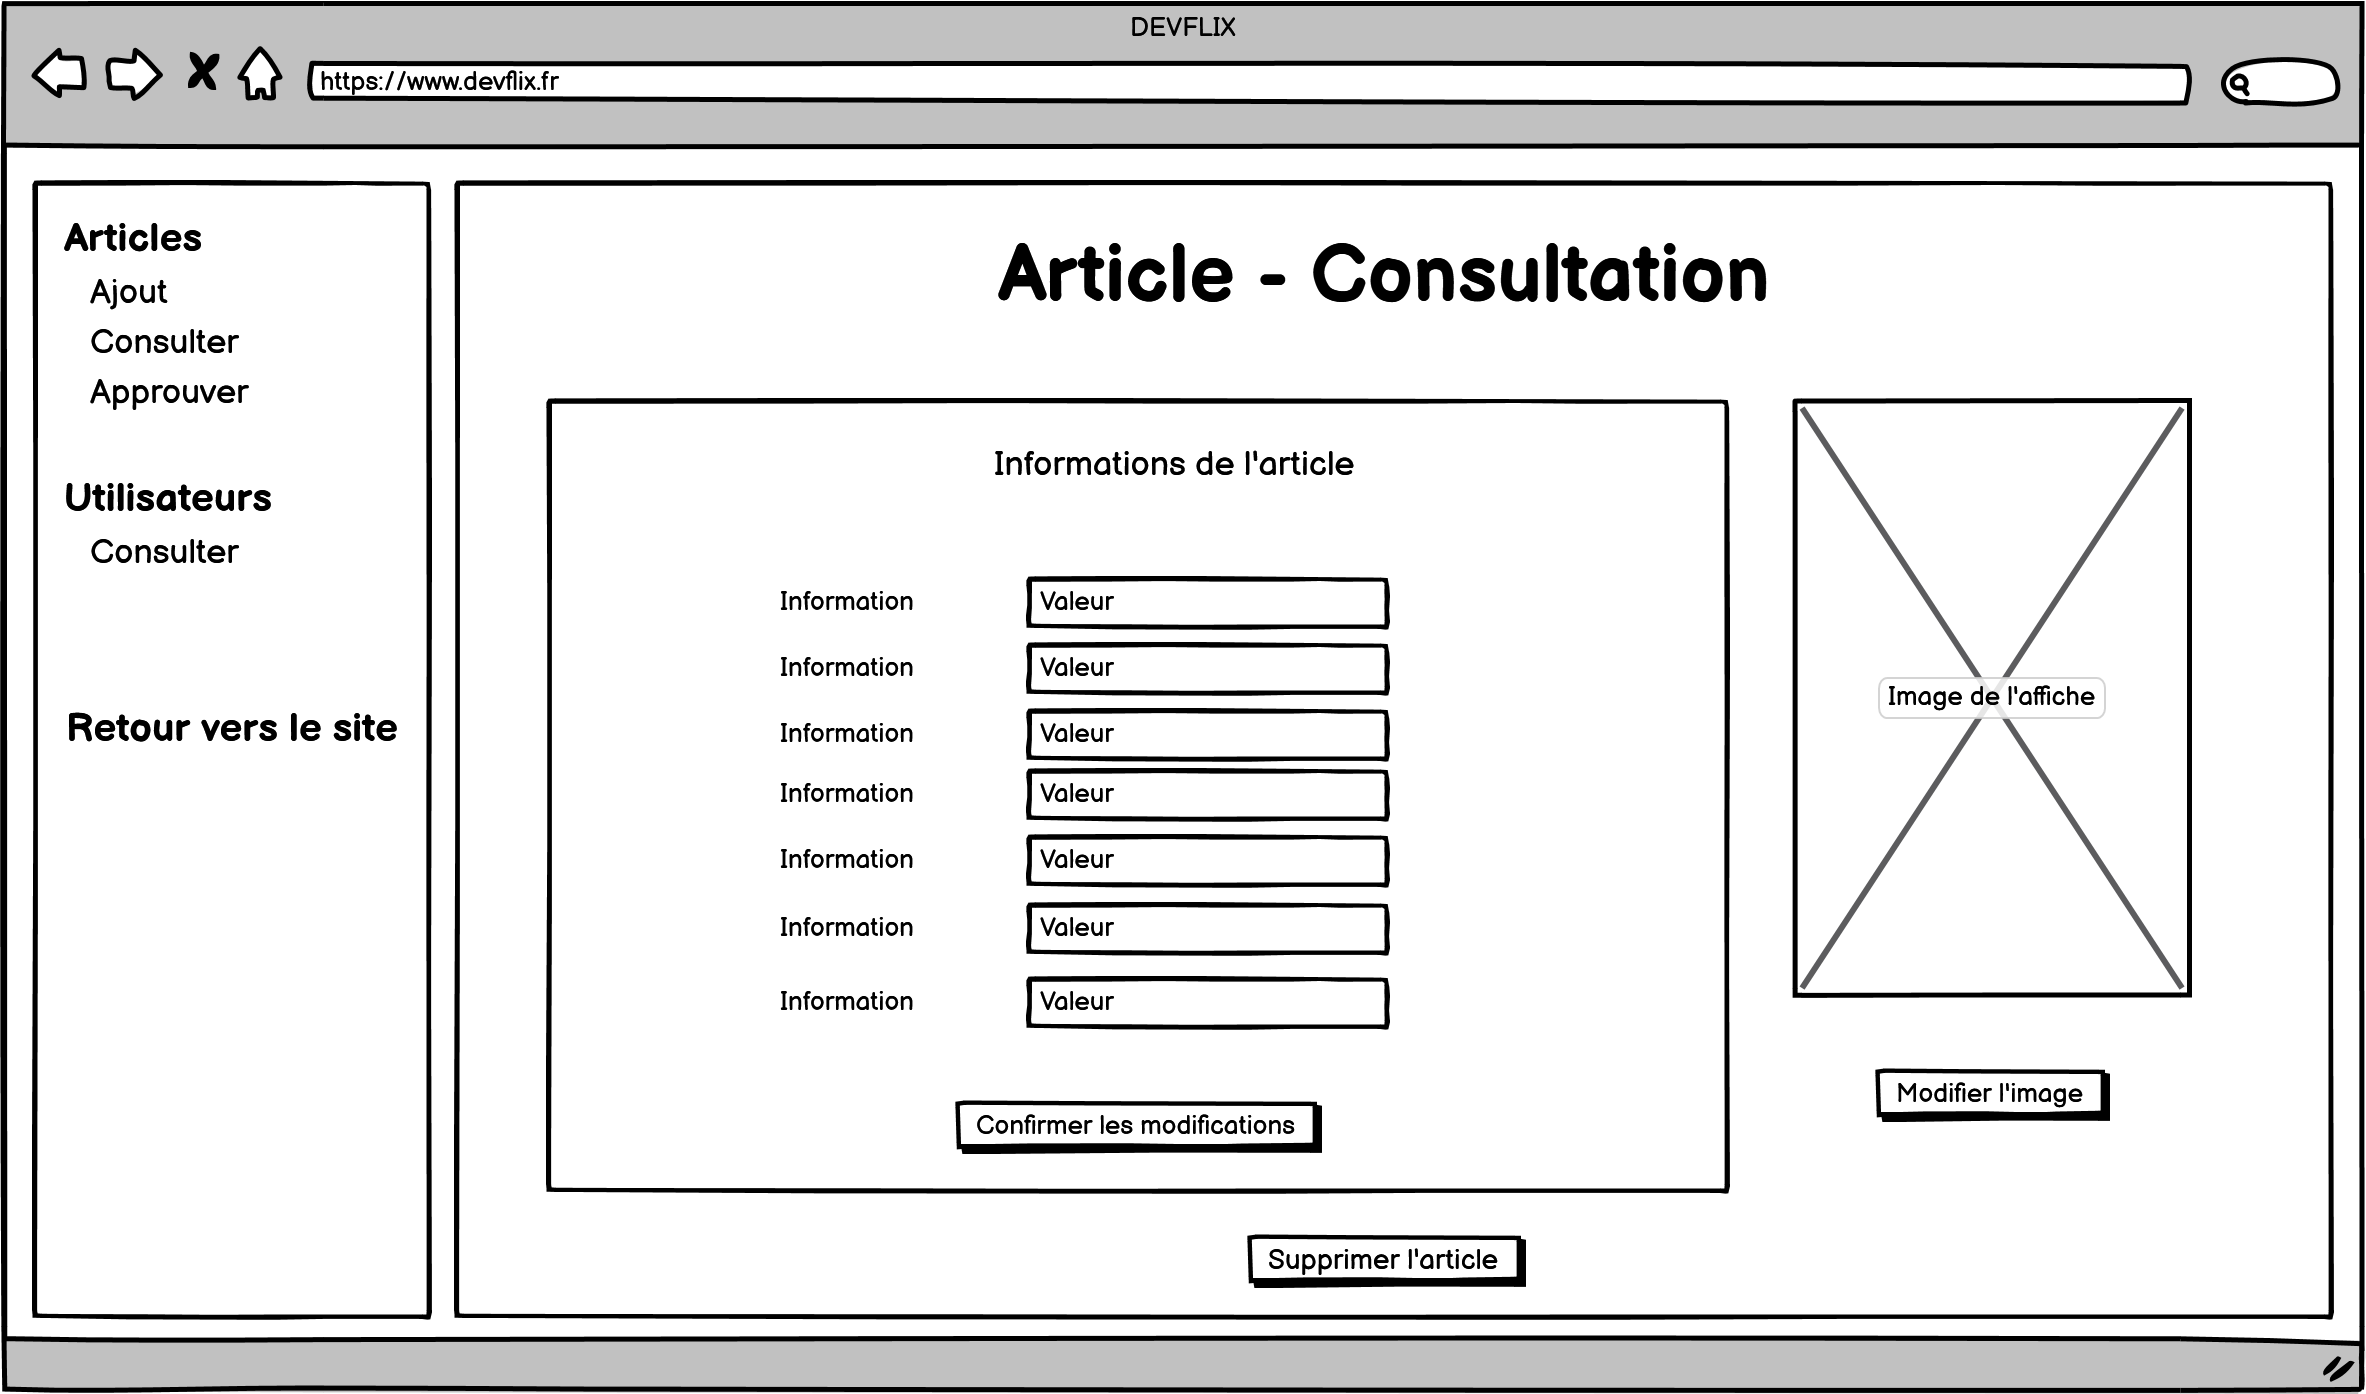 DEVFLIX
https://www.devflix.fr
Articles
Ajout
Consulter
Approuver
Utilisateurs
Consulter
Retour vers le site
Article - Consultation
Informations de l'article
Information Valeur
Information Valeur
Information Valeur
Information Valeur
Information Valeur
Information Valeur
Information Valeur
Confirmer les modifications
Image de l'affiche
Modifier l'image
Supprimer l'article